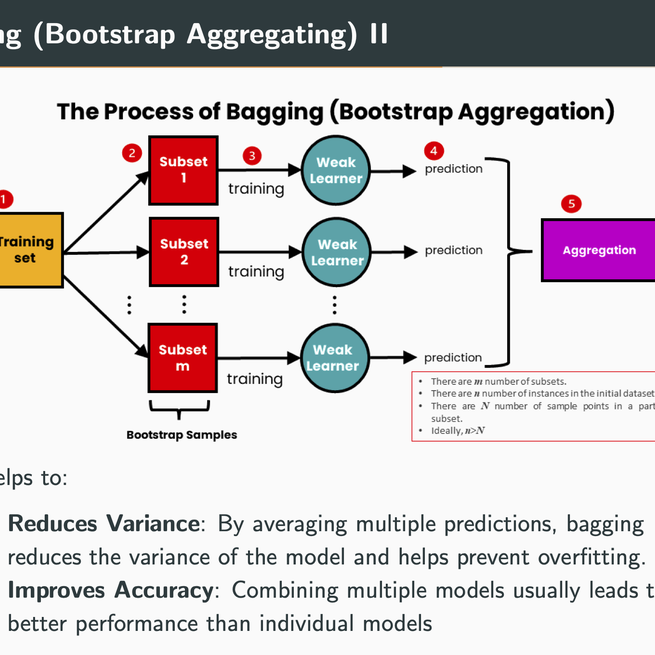 ng (Bootstrap Aggregating) II
The Process of Bagging (Bootstrap Aggregation)
1
2
3
4
5
Training
set
Subset
1
training
Weak
Learner
prediction
Subset
2
training
Weak
Learner
prediction
Aggregation
Subset
m
training
Weak
Learner
prediction
Bootstrap Samples
• There are m number of subsets.
• There are n number of instances in the initial dataset
• There are N number of sample points in a part
subset.
• Ideally, n>N
elps to:
Reduces Variance: By averaging multiple predictions, bagging
reduces the variance of the model and helps prevent overfitting.
Improves Accuracy: Combining multiple models usually leads t
better performance than individual models